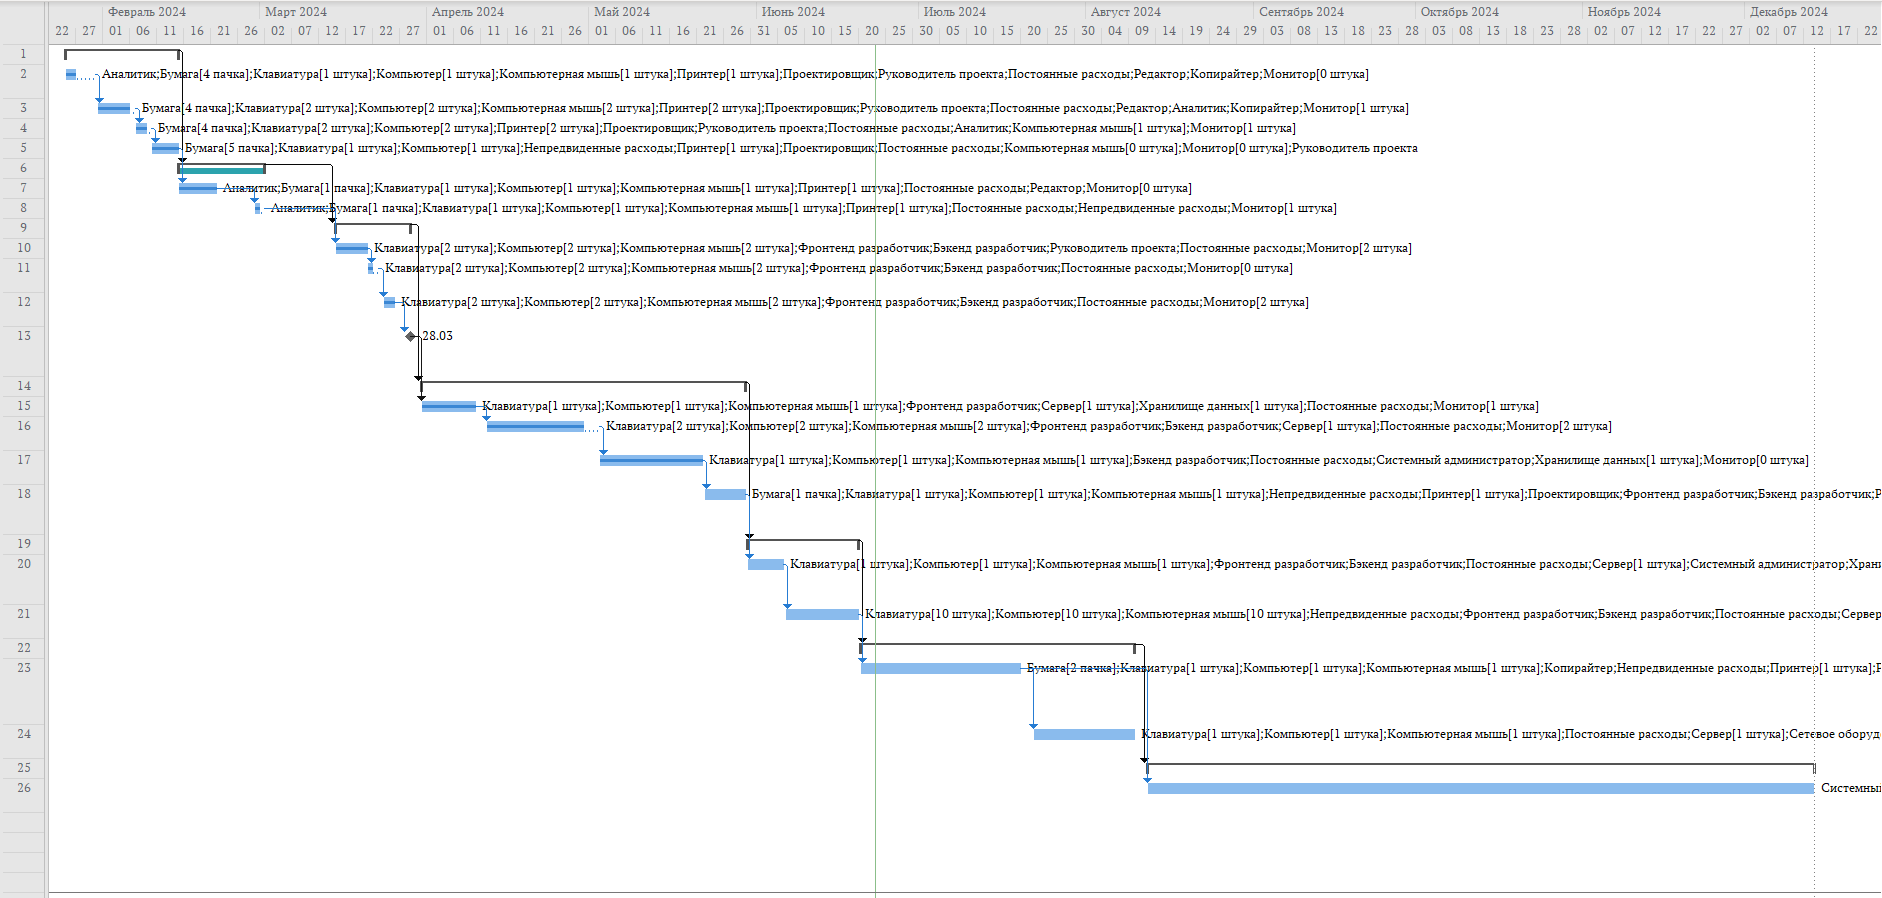 Февраль 2024 Март 2024 Апрель 2024 Май 2024 Июнь 2024 Июль 2024 Август 2024 Сентябрь 2024 Октябрь 2024 Ноябрь 2024 Декабрь 2024
22 27 01 06 11 16 21 26 02 07 12 17 22 27 01 06 11 16 21 26 01 06 11 16 21 26 31 05 10 15 20 25 30 05 10 15 20 25 30 04 09 14 19 24 29 03 08 13 18 23 28 03 08 13 18 23 28 02 07 12 17 22 27 02 07 12 17 22
1
2 Аналитик;Бумага[4 пачка];Клавиатура[1 штука];Компьютер[1 штука];Компьютерная мышь[1 штука];Принтер[1 штука];Проектировщик;Руководитель проекта;Постоянные расходы;Редактор;Копирайтер;Монитор[0 штука]
3 Бумага[4 пачка];Клавиатура[2 штука];Компьютер[2 штука];Компьютерная мышь[2 штука];Принтер[2 штука];Проектировщик;Руководитель проекта;Постоянные расходы;Редактор;Аналитик;Копирайтер;Монитор[1 штука]
4 Бумага[4 пачка];Клавиатура[2 штука];Компьютер[2 штука];Принтер[2 штука];Проектировщик;Руководитель проекта;Постоянные расходы;Аналитик;Компьютерная мышь[1 штука];Монитор[1 штука]
5 Бумага[5 пачка];Клавиатура[1 штука];Компьютер[1 штука];Непредвиденные расходы;Принтер[1 штука];Проектировщик;Постоянные расходы;Компьютерная мышь[0 штука];Монитор[0 штука];Руководитель проекта
6
7 Аналитик;Бумага[1 пачка];Клавиатура[1 штука];Компьютер[1 штука];Компьютерная мышь[1 штука];Принтер[1 штука];Постоянные расходы;Редактор;Монитор[0 штука]
8 Аналитик;Бумага[1 пачка];Клавиатура[1 штука];Компьютер[1 штука];Компьютерная мышь[1 штука];Принтер[1 штука];Постоянные расходы;Непредвиденные расходы;Монитор[1 штука]
9
10 Клавиатура[2 штука];Компьютер[2 штука];Компьютерная мышь[2 штука];Фронтенд разработчик;Бэкенд разработчик;Руководитель проекта;Постоянные расходы;Монитор[2 штука]
11 Клавиатура[2 штука];Компьютер[2 штука];Компьютерная мышь[2 штука];Фронтенд разработчик;Бэкенд разработчик;Постоянные расходы;Монитор[0 штука]
12 Клавиатура[2 штука];Компьютер[2 штука];Компьютерная мышь[2 штука];Фронтенд разработчик;Бэкенд разработчик;Постоянные расходы;Монитор[2 штука]
13 28.03
14
15 Клавиатура[1 штука];Компьютер[1 штука];Компьютерная мышь[1 штука];Фронтенд разработчик;Сервер[1 штука];Хранилище данных[1 штука];Постоянные расходы;Монитор[1 штука]
16 Клавиатура[2 штука];Компьютер[2 штука];Компьютерная мышь[2 штука];Фронтенд разработчик;Бэкенд разработчик;Сервер[1 штука];Постоянные расходы;Монитор[2 штука]
17 Клавиатура[1 штука];Компьютер[1 штука];Компьютерная мышь[1 штука];Бэкенд разработчик;Постоянные расходы;Системный администратор;Хранилище данных[1 штука];Монитор[0 штука]
18 Бумага[1 пачка];Клавиатура[1 штука];Компьютер[1 штука];Компьютерная мышь[1 штука];Непредвиденные расходы;Принтер[1 штука];Проектировщик;Фронтенд разработчик;Бэкенд разработчик;
19
20 Клавиатура[1 штука];Компьютер[1 штука];Компьютерная мышь[1 штука];Фронтенд разработчик;Бэкенд разработчик;Постоянные расходы;Сервер[1 штука];Системный администратор;Храни
21 Клавиатура[10 штука];Компьютер[10 штука];Компьютерная мышь[10 штука];Непредвиденные расходы;Фронтенд разработчик;Бэкенд разработчик;Постоянные расходы;Сервер
22
23 Бумага[2 пачка];Клавиатура[1 штука];Компьютер[1 штука];Компьютерная мышь[1 штука];Копирайтер;Непредвиденные расходы;Принтер[1 штука];
24 Клавиатура[1 штука];Компьютер[1 штука];Компьютерная мышь[1 штука];Постоянные расходы;Сервер[1 штука];Сетевое оборуд
25
26 Системный